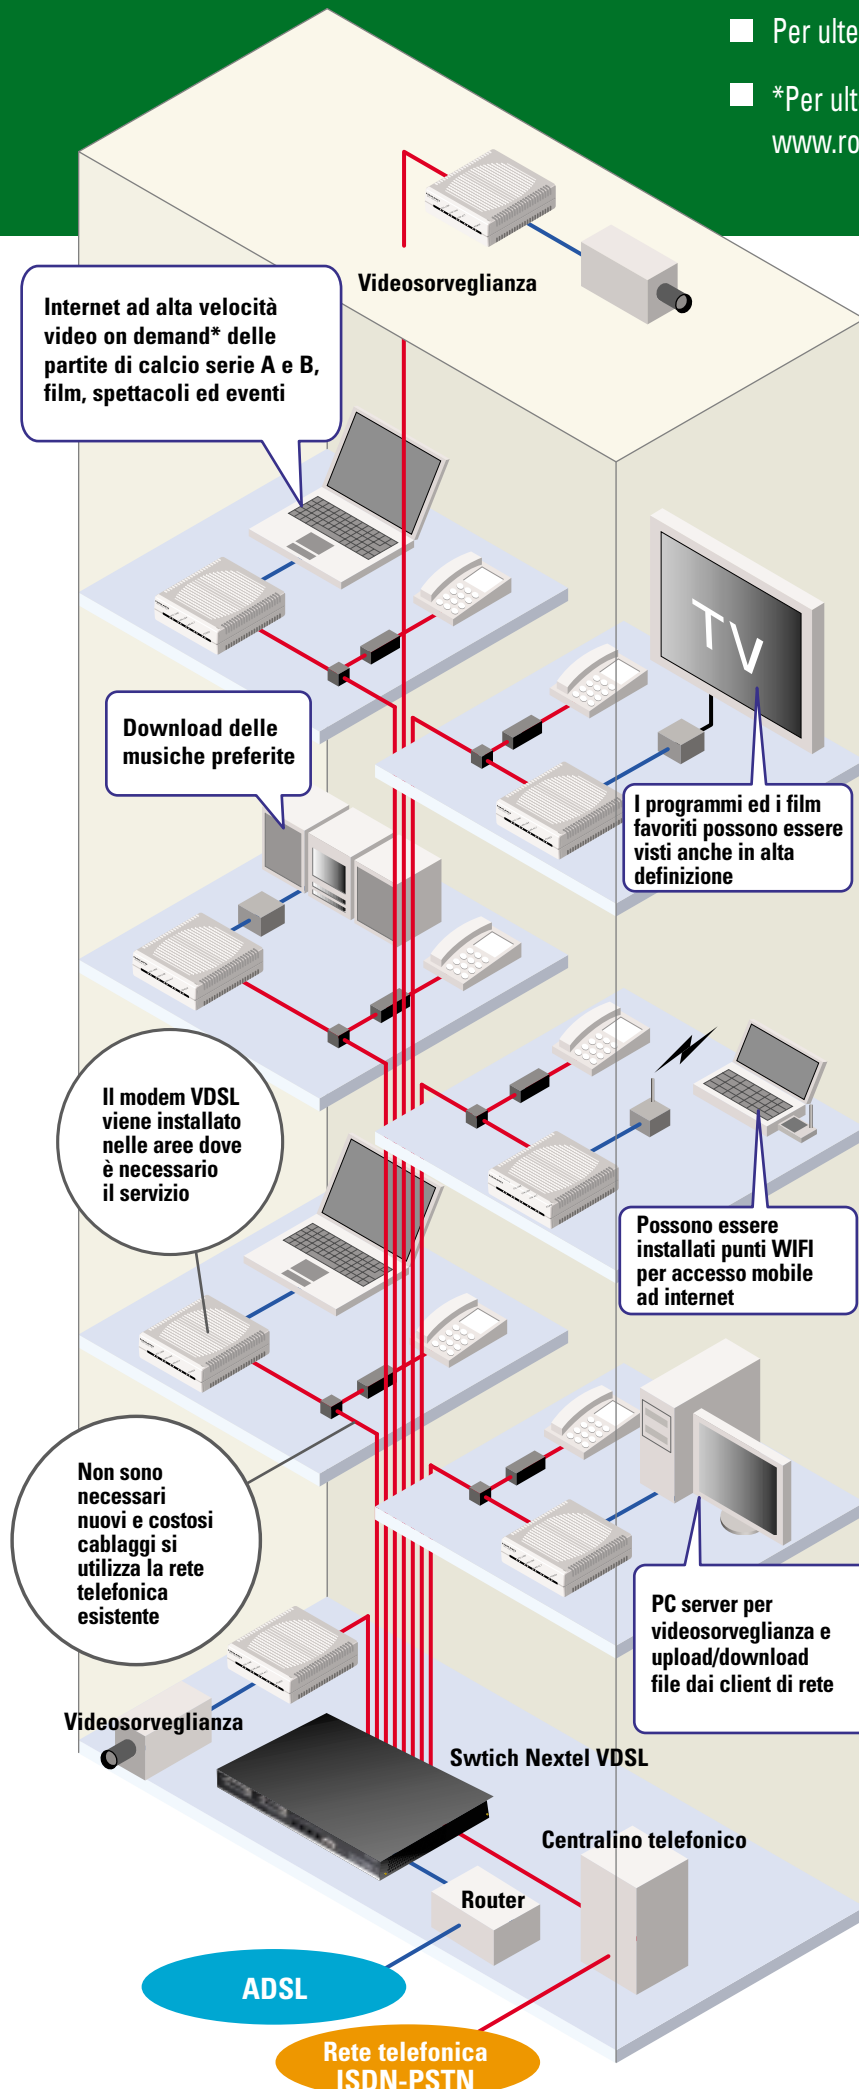 Per ulte
*Per ult
www.ro
Videosorveglianza
Internet ad alta velocità
video on demand* delle
partite di calcio serie A e B,
film, spettacoli ed eventi
TV
Download delle
musiche preferite
I programmi ed i film
favoriti possono essere
visti anche in alta
definizione
Il modem VDSL
viene installato
nelle aree dove
è necessario
il servizio
Possono essere
installati punti WIFI
per accesso mobile
ad internet
Non sono
necessari
nuovi e costosi
cablaggi si
utilizza la rete
telefonica
esistente
PC server per
videosorveglianza e
upload/download
file dai client di rete
Videosorveglianza
Swtich Nextel VDSL
Centralino telefonico
Router
ADSL
Rete telefonica
ISDN-PSTN